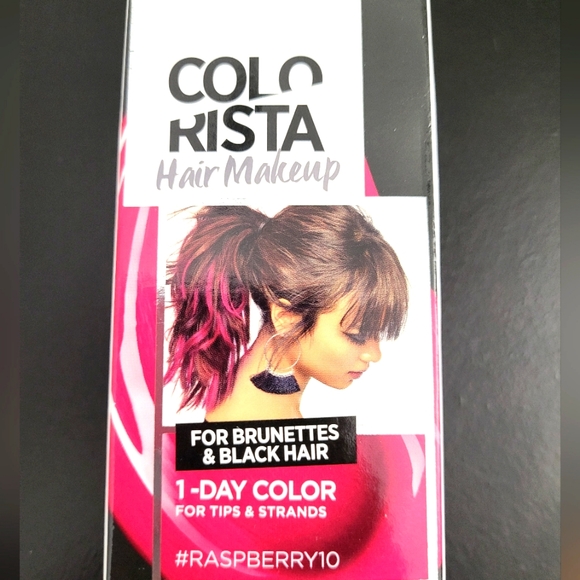 COLO
RISTA
Hair Makeup
FOR BRUNETTES
& BLACK HAIR
1-DAY COLOR
FOR TIPS & STRANDS
#RASPBERRY10